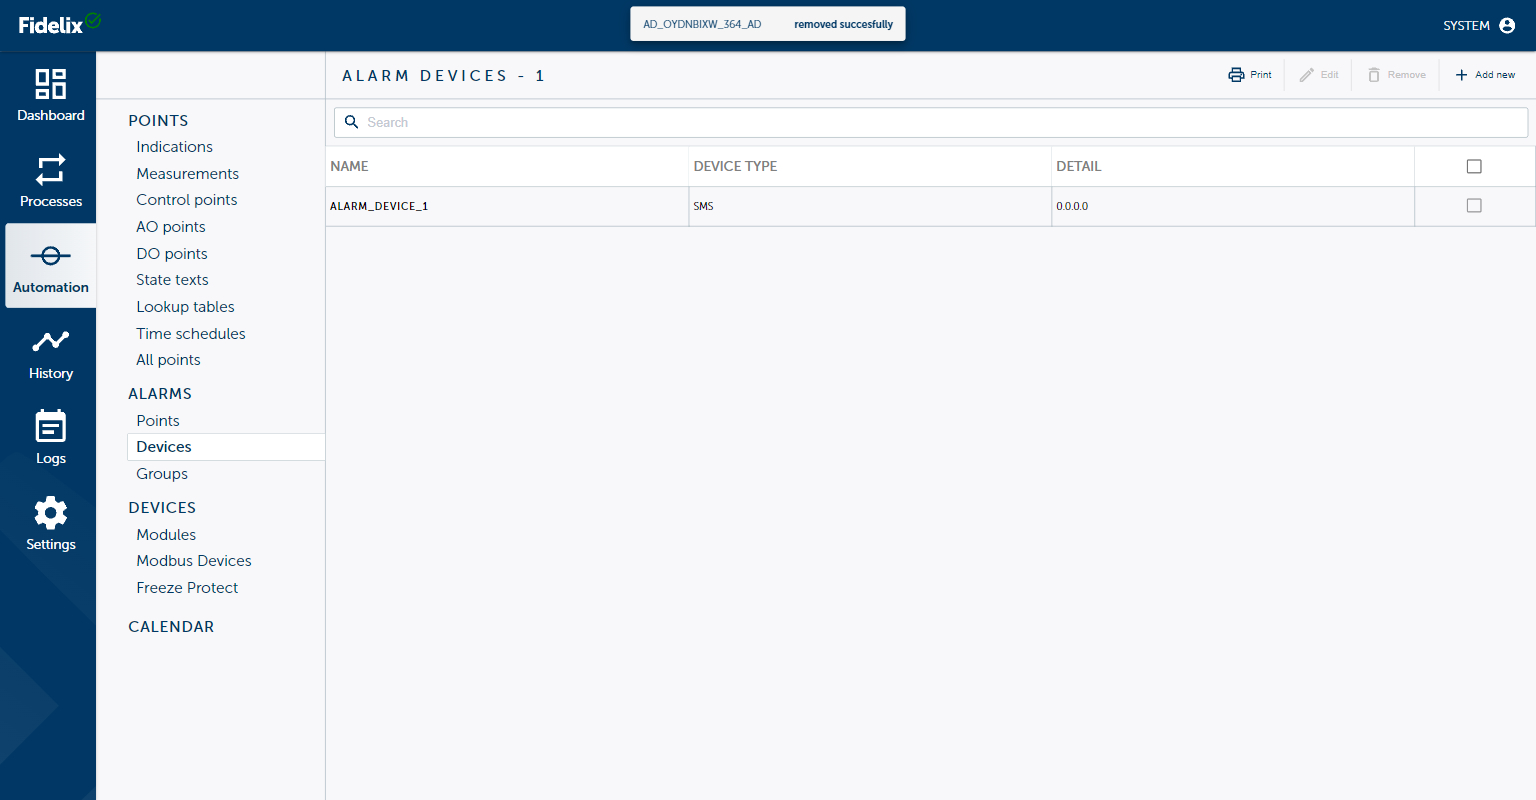 Fidelix
AD_OYDNBIXW_364_AD removed succesfully
SYSTEM
Dashboard
Processes
Automation
History
Logs
Settings
POINTS
Indications
Measurements
Control points
AO points
DO points
State texts
Lookup tables
Time schedules
All points
ALARMS
Points
Devices
Groups
DEVICES
Modules
Modbus Devices
Freeze Protect
CALENDAR
ALARM DEVICES - 1
Print
Edit
Remove
Add new
Search
NAME DEVICE TYPE DETAIL
ALARM_DEVICE_1 SMS 0.0.0.0